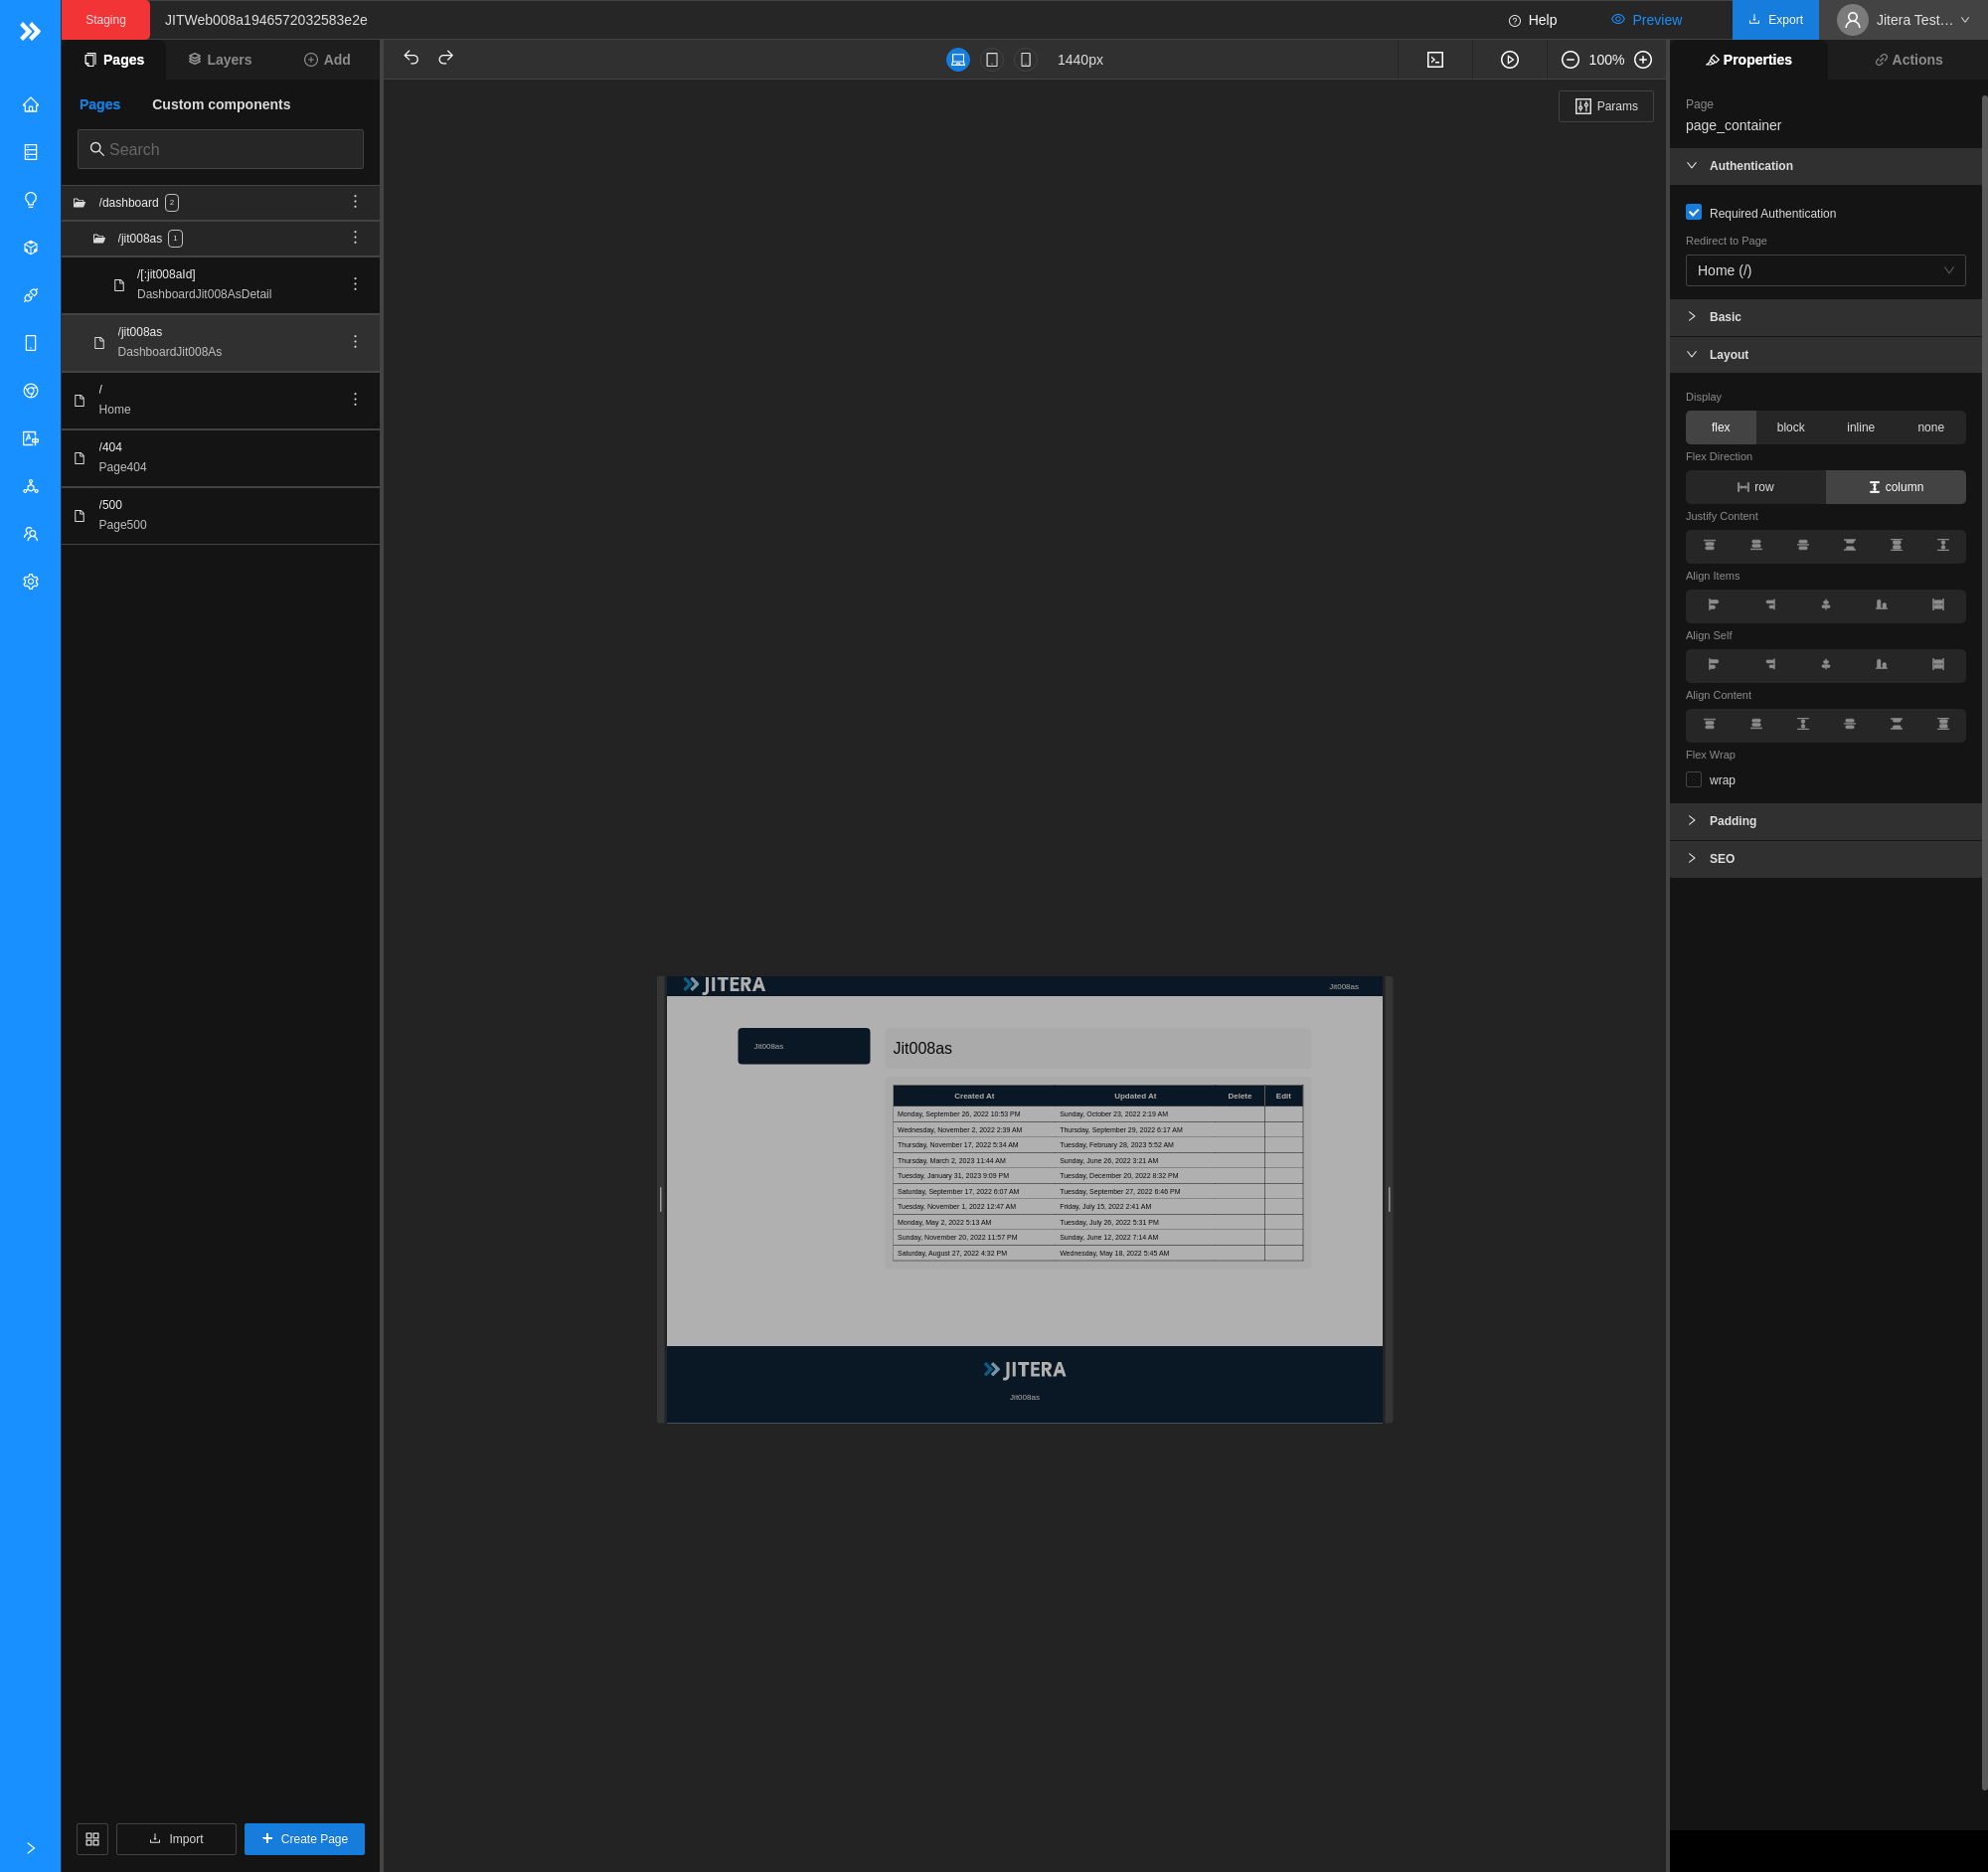 Staging
JITWeb008a1946572032583e2e
Help
Preview
Export
Jitera Test...
Pages
Layers
Add
1440px
100%
Properties
Actions
Pages
Custom components
Search
/dashboard 2
/jit008as 1
/[:jit008aId]
DashboardJit008AsDetail
/jit008as
DashboardJit008As
/
Home
/404
Page404
/500
Page500
Import
Create Page
Params
JITERA
Jit008as
Jit008as
Jit008as
Created At Updated At Delete Edit
Monday, September 26, 2022 10:53 PM Sunday, October 23, 2022 2:19 AM
Wednesday, November 2, 2022 2:39 AM Thursday, September 29, 2022 6:17 AM
Thursday, November 17, 2022 5:34 AM Tuesday, February 28, 2023 5:52 AM
Thursday, March 2, 2023 11:44 AM Sunday, June 26, 2022 3:21 AM
Tuesday, January 31, 2023 9:09 PM Tuesday, December 20, 2022 8:32 PM
Saturday, September 17, 2022 6:07 AM Tuesday, September 27, 2022 6:46 PM
Tuesday, November 1, 2022 12:47 AM Friday, July 15, 2022 2:41 AM
Monday, May 2, 2022 5:13 AM Tuesday, July 26, 2022 5:31 PM
Sunday, November 20, 2022 11:57 PM Sunday, June 12, 2022 7:14 AM
Saturday, August 27, 2022 4:32 PM Wednesday, May 18, 2022 5:45 AM
JITERA
Jit008as
Page
page_container
Authentication
Required Authentication
Redirect to Page
Home (/)
Basic
Layout
Display
flex block inline none
Flex Direction
row column
Justify Content
Align Items
Align Self
Align Content
Flex Wrap
wrap
Padding
SEO